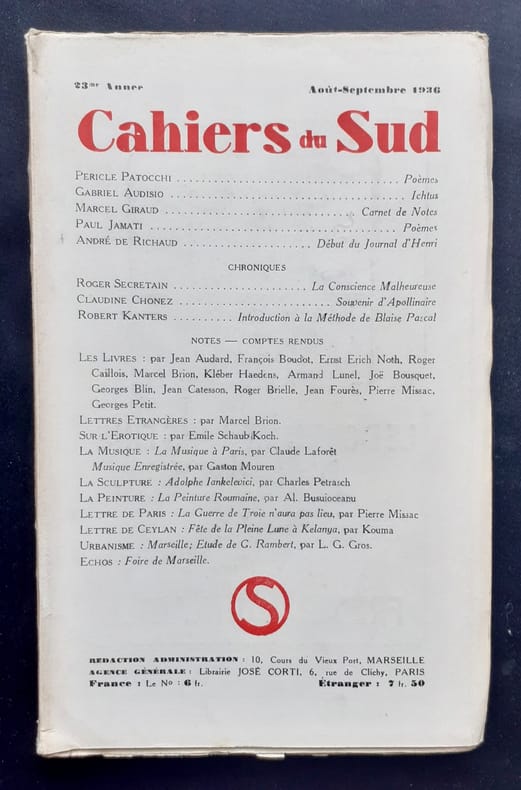 23me Annee
Août-Septembre 1936
Cahiers du Sud
PERICLE PATOCCHI . . . . . . . . . . . . . . . . . . . . . . . . . . . . . . . . . . . . . Poèmes
GABRIEL AUDISIO . . . . . . . . . . . . . . . . . . . . . . . . . . . . . . . . . . . . . . . Ichtus
MARCEL GIRAUD . . . . . . . . . . . . . . . . . . . . . . . . . . . . . . . Carnet de Notes
PAUL JAMATI . . . . . . . . . . . . . . . . . . . . . . . . . . . . . . . . . . . . . . . . . Poèmes
ANDRÉ DE RICHAUD . . . . . . . . . . . . . . . . . . . . . Début du Journal d'Henri
CHRONIQUES
ROGER SECRETAIN . . . . . . . . . . . . . . . . . . . . . . La Conscience Malheureuse
CLAUDINE CHONEZ . . . . . . . . . . . . . . . . . . . . . . . . . Souvenir d'Apollinaire
ROBERT KANTERS . . . . . . . . . . Introduction à la Méthode de Blaise Pascal
NOTES — COMPTES RENDUS
LES LIVRES : par Jean Audard, François Boudot, Ernst Erich Noth, Roger
Caillois, Marcel Brion, Kléber Haedens, Armand Lunel, Joë Bousquet,
Georges Blin, Jean Catesson, Roger Brielle, Jean Fourès, Pierre Missac,
Georges Petit.
LETTRES ETRANGÈRES : par Marcel Brion.
SUR L'EROTIQUE : par Emile Schaub Koch.
LA MUSIQUE : La Musique à Paris, par Claude Laforêt
Musique Enregistrée, par Gaston Mouren
LA SCULPTURE : Adolphe Iankelevici, par Charles Petrasch
LA PEINTURE : La Peinture Roumaine, par Al. Busuioceanu
LETTRE DE PARIS : La Guerre de Troie n'aura pas lieu, par Pierre Missac
LETTRE DE CEYLAN : Fête de la Pleine Lune à Kelanya, par Kouma
URBANISME : Marseille; Etude de G. Rambert, par L. G. Gros.
ECHOS : Foire de Marseille.
S
RÉDACTION ADMINISTRATION : 10, Cours du Vieux Port, MARSEILLE
AGENCE GÉNÉRALE : Librairie JOSÉ CORTI, 6, rue de Clichy, PARIS
France : Le No : 6 fr. Étranger : 7 fr. 50